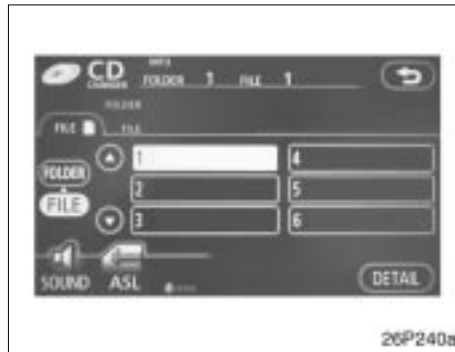 CD MP3
CHANGER FOLDER 1 FILE 1
FOLDER
FILE FILE
FOLDER
FILE
1 4
2 5
3 6
SOUND ASL
DETAIL
26P240a